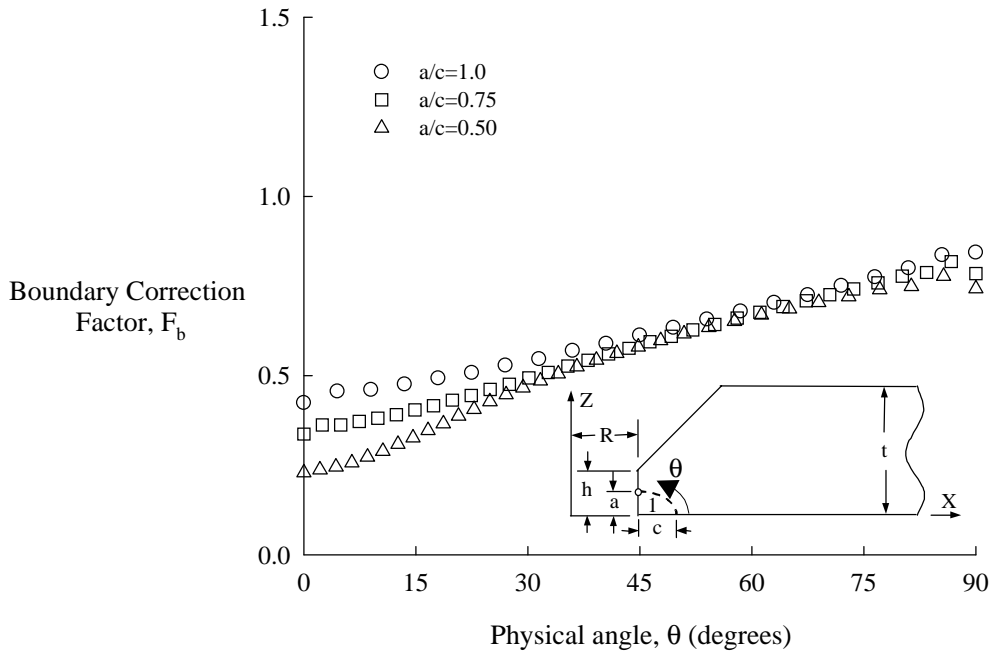 1.5
a/c=1.0
a/c=0.75
a/c=0.50
1.0
Boundary Correction
Factor, F_b
0.5
Z
R
t
θ
h
a
1
X
c
0.0
0
15
30
45
60
75
90
Physical angle, θ (degrees)